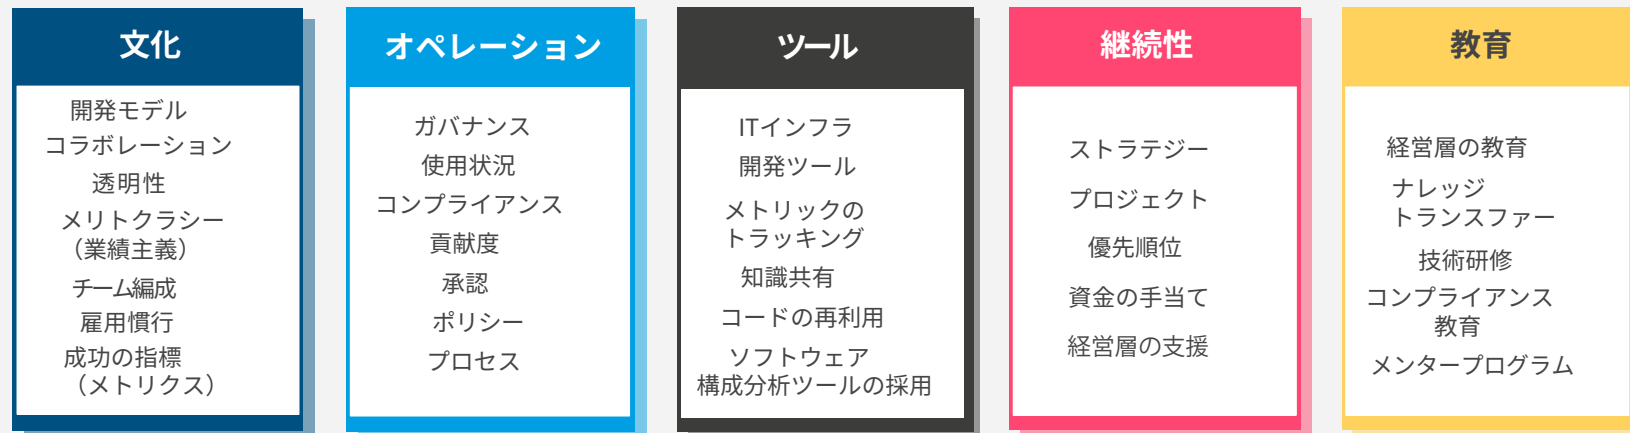 文化
開発モデル
コラボレーション
透明性
メリトクラシー
（業績主義）
チーム編成
雇用慣行
成功の指標
（メトリクス）
オペレーション
ガバナンス
使用状況
コンプライアンス
貢献度
承認
ポリシー
プロセス
ツール
ITインフラ
開発ツール
メトリックの
トラッキング
知識共有
コードの再利用
ソフトウェア
構成分析ツールの採用
継続性
ストラテジー
プロジェクト
優先順位
資金の手当て
経営層の支援
教育
経営層の教育
ナレッジ
トランスファー
技術研修
コンプライアンス
教育
メンタープログラム